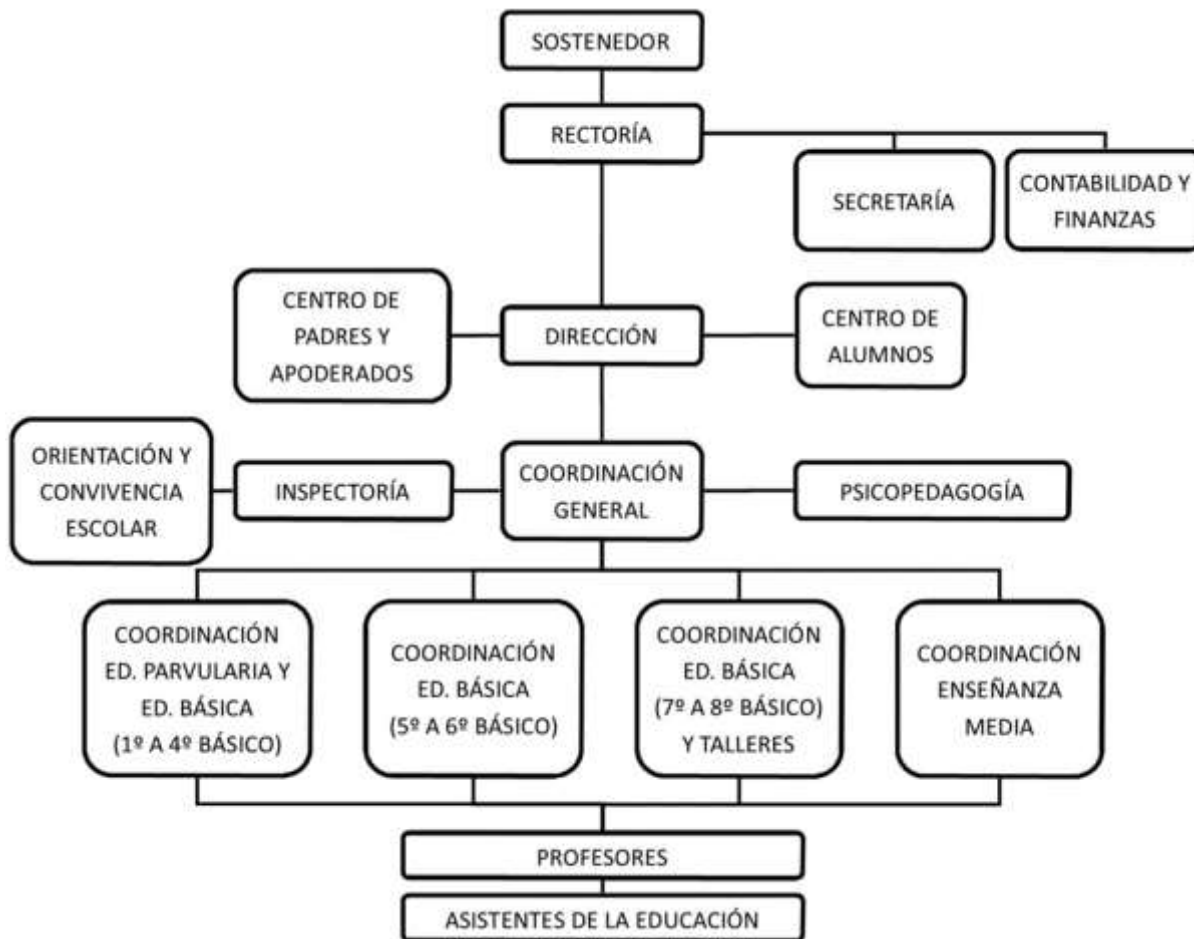 SOSTENEDOR
RECTORÍA
SECRETARÍA
CONTABILIDAD Y
FINANZAS
CENTRO DE
PADRES Y
APODERADOS
DIRECCIÓN
CENTRO DE
ALUMNOS
ORIENTACIÓN Y
CONVIVENCIA
ESCOLAR
INSPECTORÍA
COORDINACIÓN
GENERAL
PSICOPEDAGOGÍA
COORDINACIÓN
ED. PARVULARIA Y
ED. BÁSICA
(1º A 4º BÁSICO)
COORDINACIÓN
ED. BÁSICA
(5º A 6º BÁSICO)
COORDINACIÓN
ED. BÁSICA
(7º A 8º BÁSICO)
Y TALLERES
COORDINACIÓN
ENSEÑANZA
MEDIA
PROFESORES
ASISTENTES DE LA EDUCACIÓN